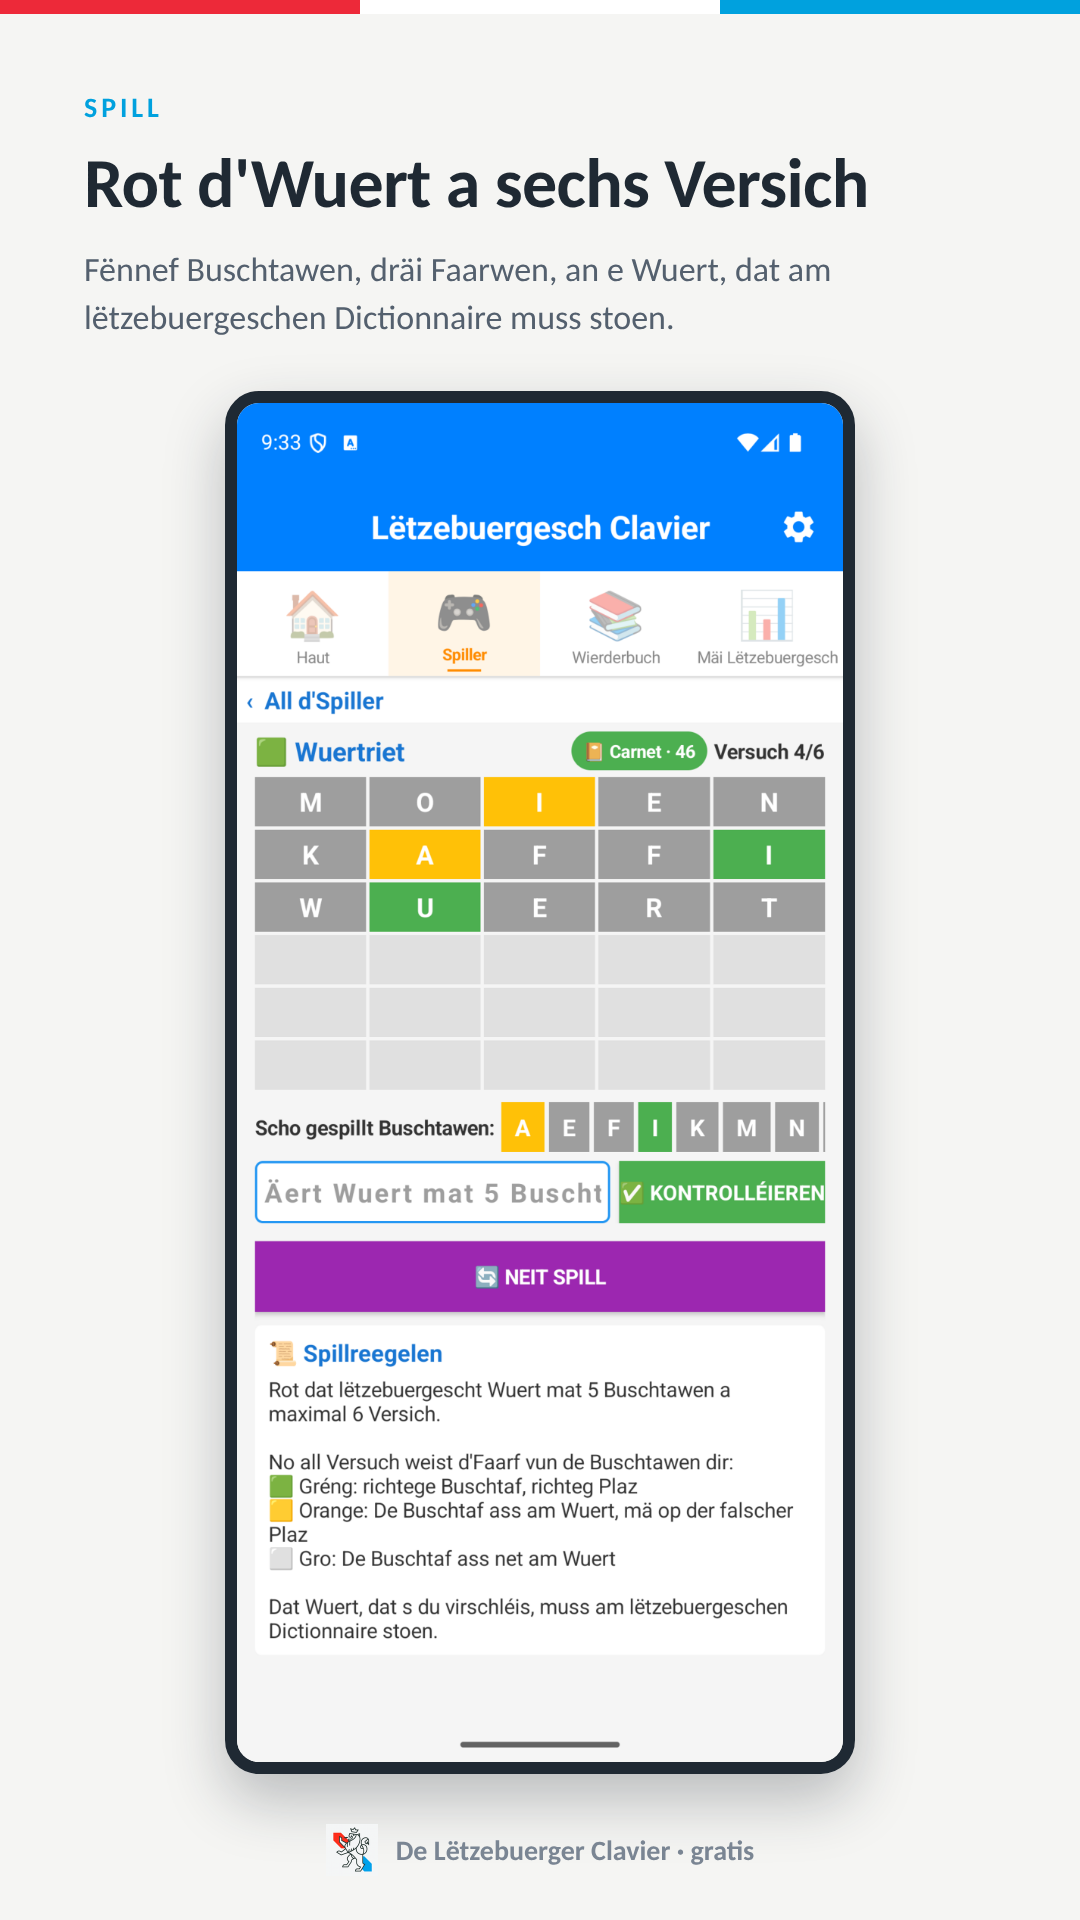 SPILL
Rot d'Wuert a sechs Versich
Fënnef Buschtawen, dräi Faarwen, an e Wuert, dat am
lëtzebuergeschen Dictionnaire muss stoen.
9:33
Lëtzebuergesch Clavier
Haut
Spiller
Wierderbuch
Mäi Lëtzebuergesch
‹ All d'Spiller
Wuertriet
Carnet · 46
Versuch 4/6
M O I E N
K A F F I
W U E R T
Scho gespillt Buschtawen: A E F I K M N
Äert Wuert mat 5 Buscht
✅ KONTROLLÉIEREN
🔄 NEIT SPILL
📜 Spillreegelen
Rot dat lëtzebuergescht Wuert mat 5 Buschtawen a
maximal 6 Versich.
No all Versuch weist d'Faarf vun de Buschtawen dir:
🟩 Gréng: richtege Buschtaf, richteg Plaz
🟨 Orange: De Buschtaf ass am Wuert, mä op der falscher
Plaz
⬜ Gro: De Buschtaf ass net am Wuert
Dat Wuert, dat s du virschléis, muss am lëtzebuergeschen
Dictionnaire stoen.
De Lëtzebuerger Clavier · gratis